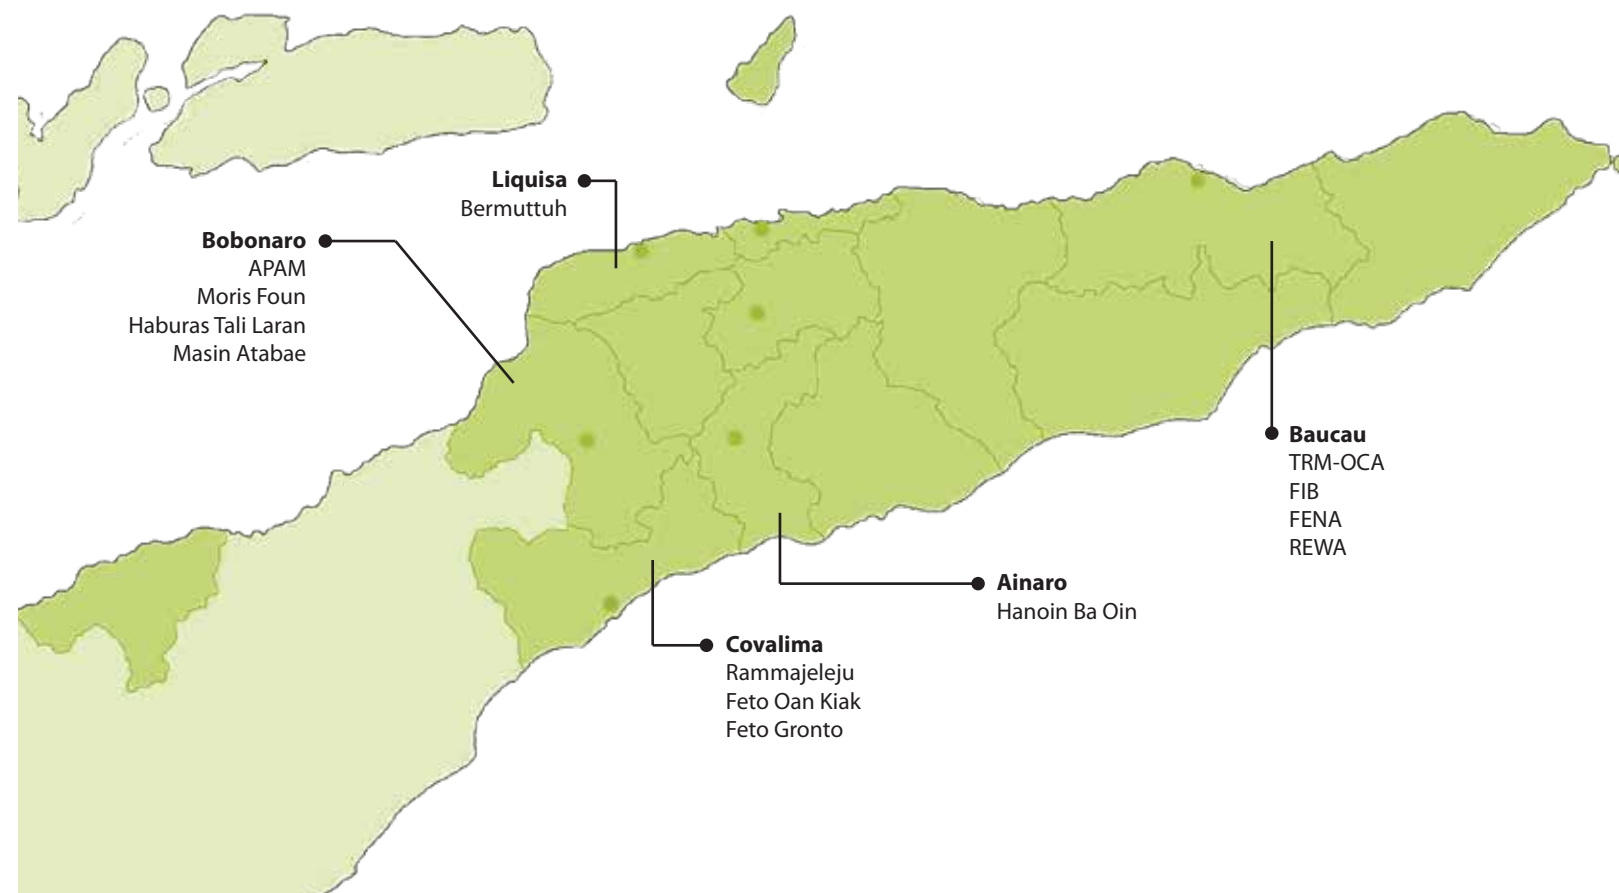 Liquisa
Bermuttuh
Bobonaro
APAM
Moris Foun
Haburas Tali Laran
Masin Atabae
Baucau
TRM-OCA
FIB
FENA
REWA
Ainaro
Hanoin Ba Oin
Covalima
Rammajeleju
Feto Oan Kiak
Feto Gronto